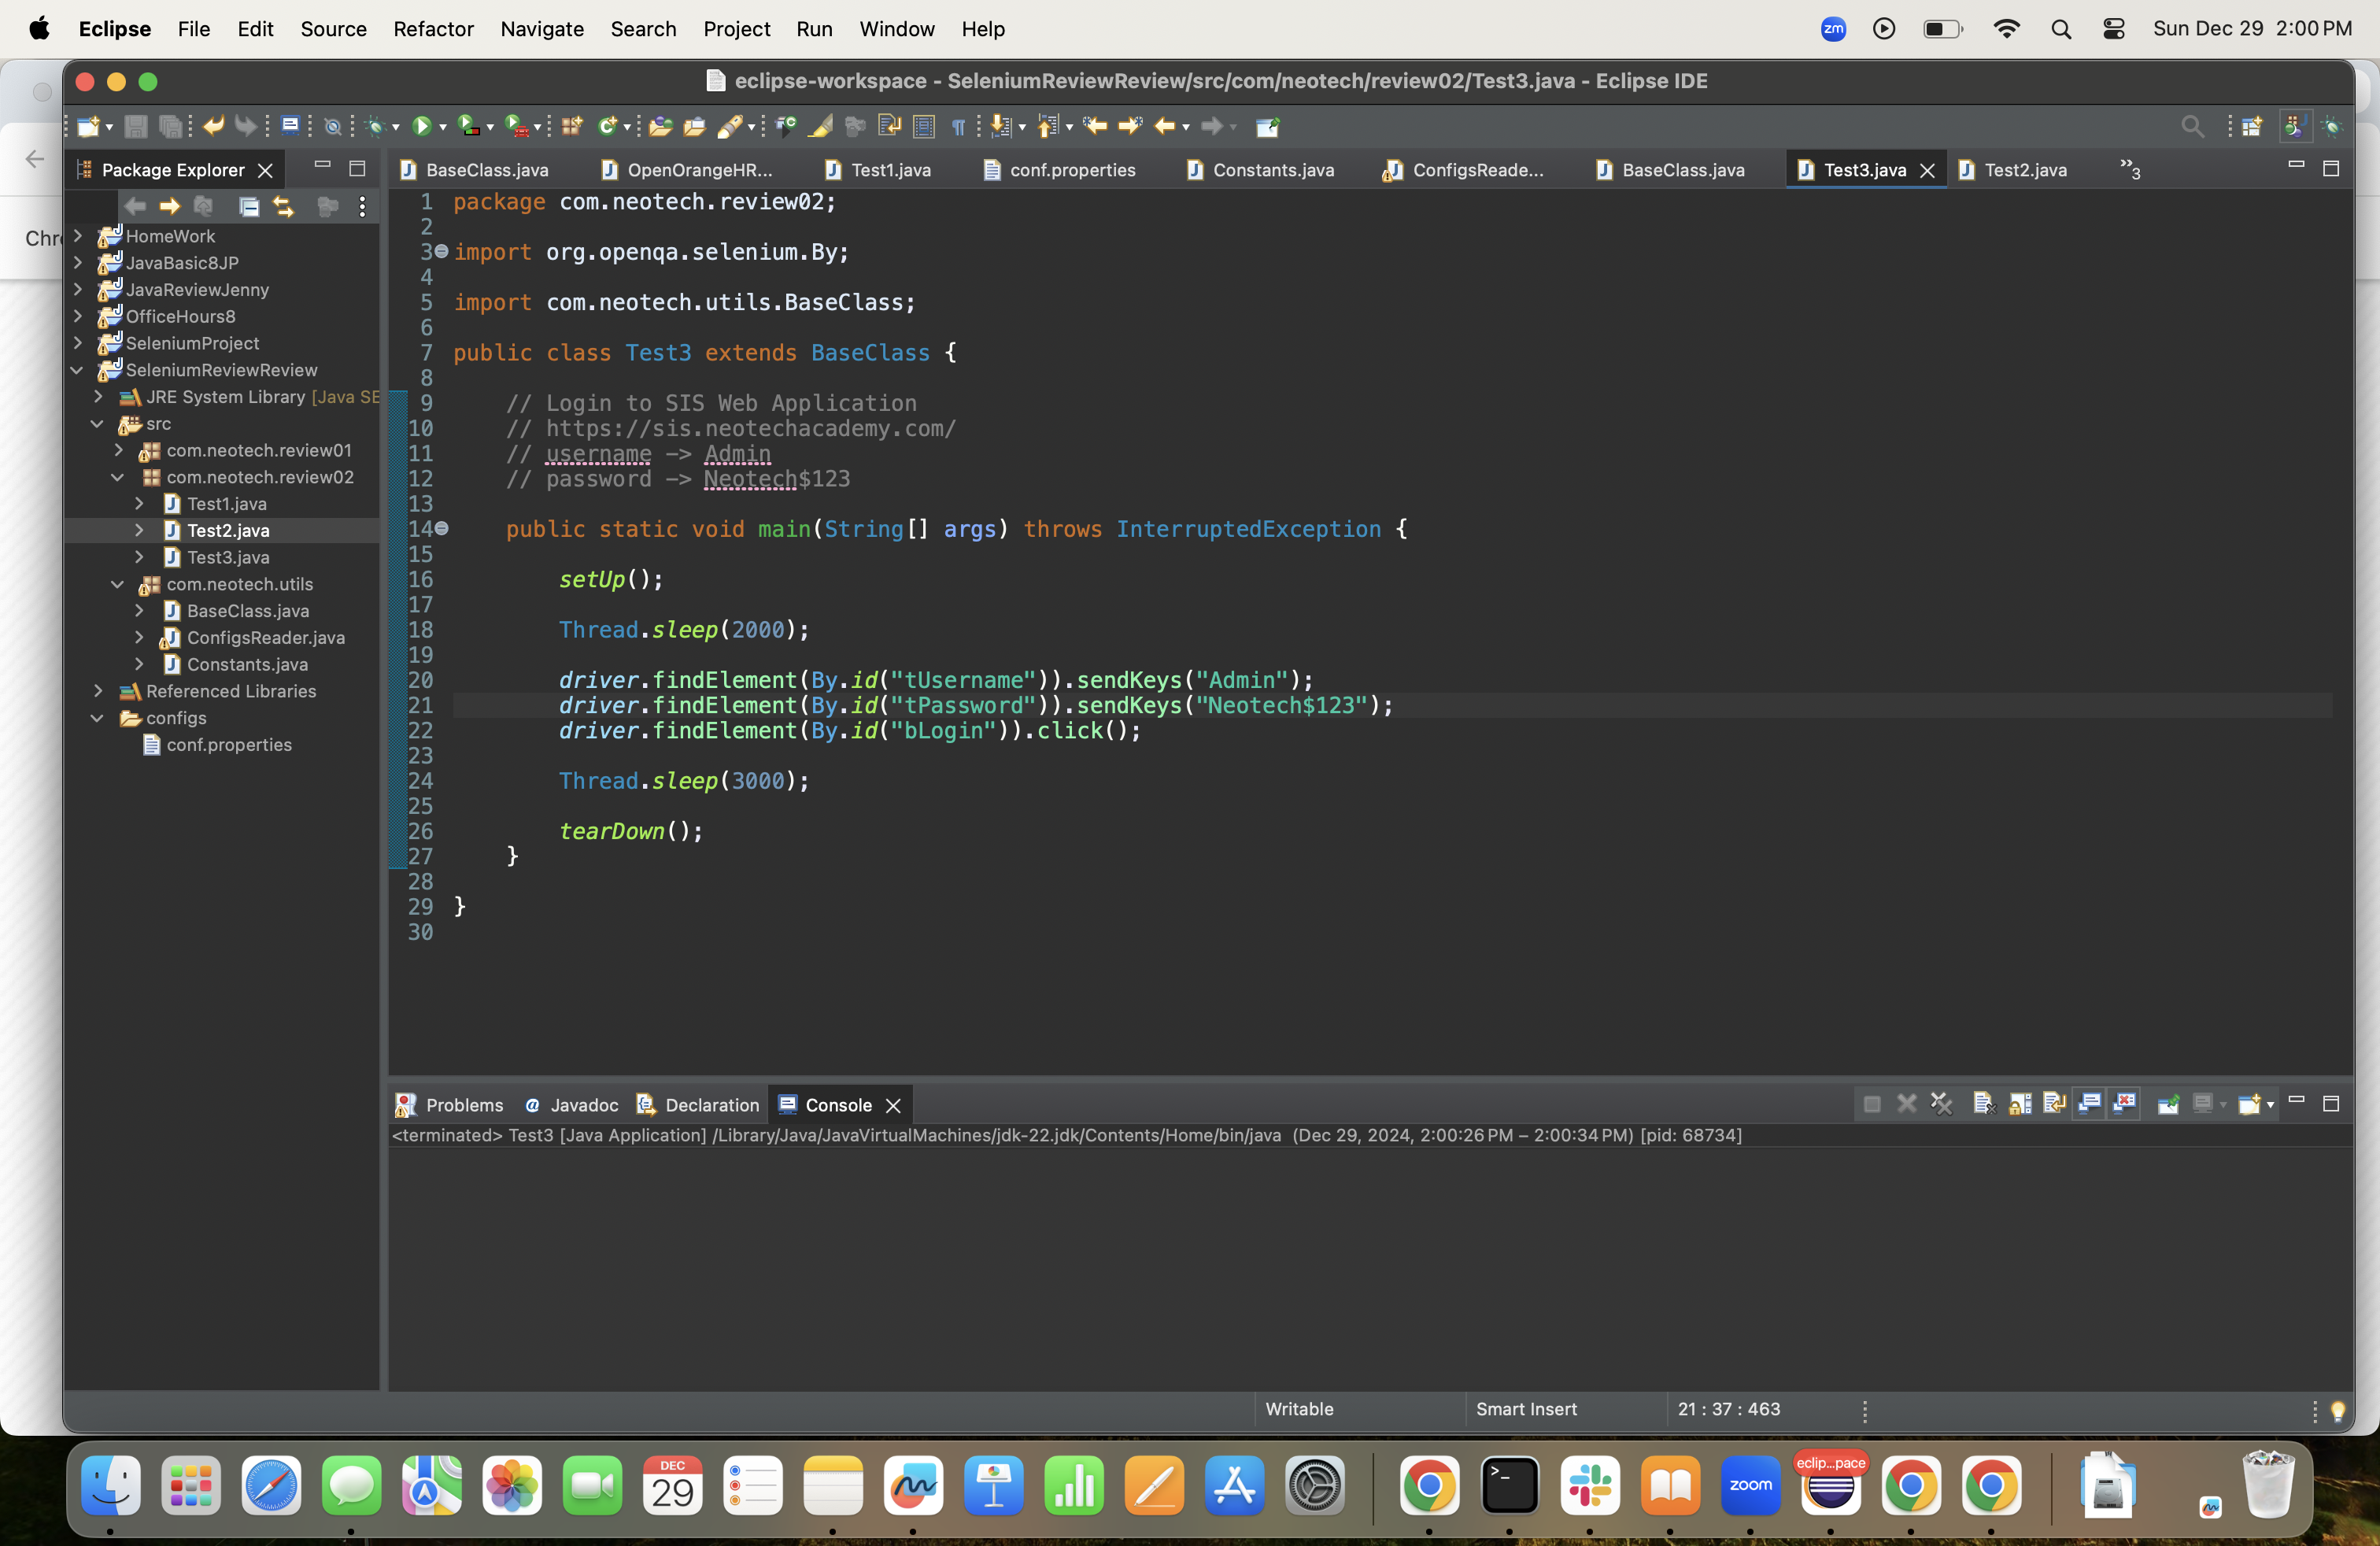 Eclipse File Edit Source Refactor Navigate Search Project Run Window Help zm Sun Dec 29 2:00 PM
eclipse-workspace - SeleniumReviewReview/src/com/neotech/review02/Test3.java - Eclipse IDE
Package Explorer
BaseClass.java OpenOrangeHR... Test1.java conf.properties Constants.java ConfigsReade... BaseClass.java Test3.java Test2.java »3
Chr
HomeWork
JavaBasic8JP
JavaReviewJenny
OfficeHours8
SeleniumProject
SeleniumReviewReview
JRE System Library [Java SE
src
com.neotech.review01
com.neotech.review02
Test1.java
Test2.java
Test3.java
com.neotech.utils
BaseClass.java
ConfigsReader.java
Constants.java
Referenced Libraries
configs
conf.properties
1 package com.neotech.review02;
2
3 import org.openqa.selenium.By;
4
5 import com.neotech.utils.BaseClass;
6
7 public class Test3 extends BaseClass {
8
9 // Login to SIS Web Application
10 // https://sis.neotechacademy.com/
11 // username -> Admin
12 // password -> Neotech$123
13
14 public static void main(String[] args) throws InterruptedException {
15
16 setUp();
17
18 Thread.sleep(2000);
19
20 driver.findElement(By.id("tUsername")).sendKeys("Admin");
21 driver.findElement(By.id("tPassword")).sendKeys("Neotech$123");
22 driver.findElement(By.id("bLogin")).click();
23
24 Thread.sleep(3000);
25
26 tearDown();
27 }
28
29 }
30
Problems @ Javadoc Declaration Console
<terminated> Test3 [Java Application] /Library/Java/JavaVirtualMachines/jdk-22.jdk/Contents/Home/bin/java (Dec 29, 2024, 2:00:26 PM – 2:00:34 PM) [pid: 68734]
Writable Smart Insert 21 : 37 : 463
DEC
29
zoom
eclip...pace